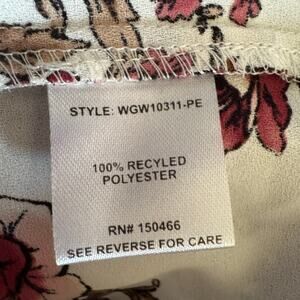 STYLE: WGW10311-PE
100% RECYLED
POLYESTER
RN# 150466
SEE REVERSE FOR CARE